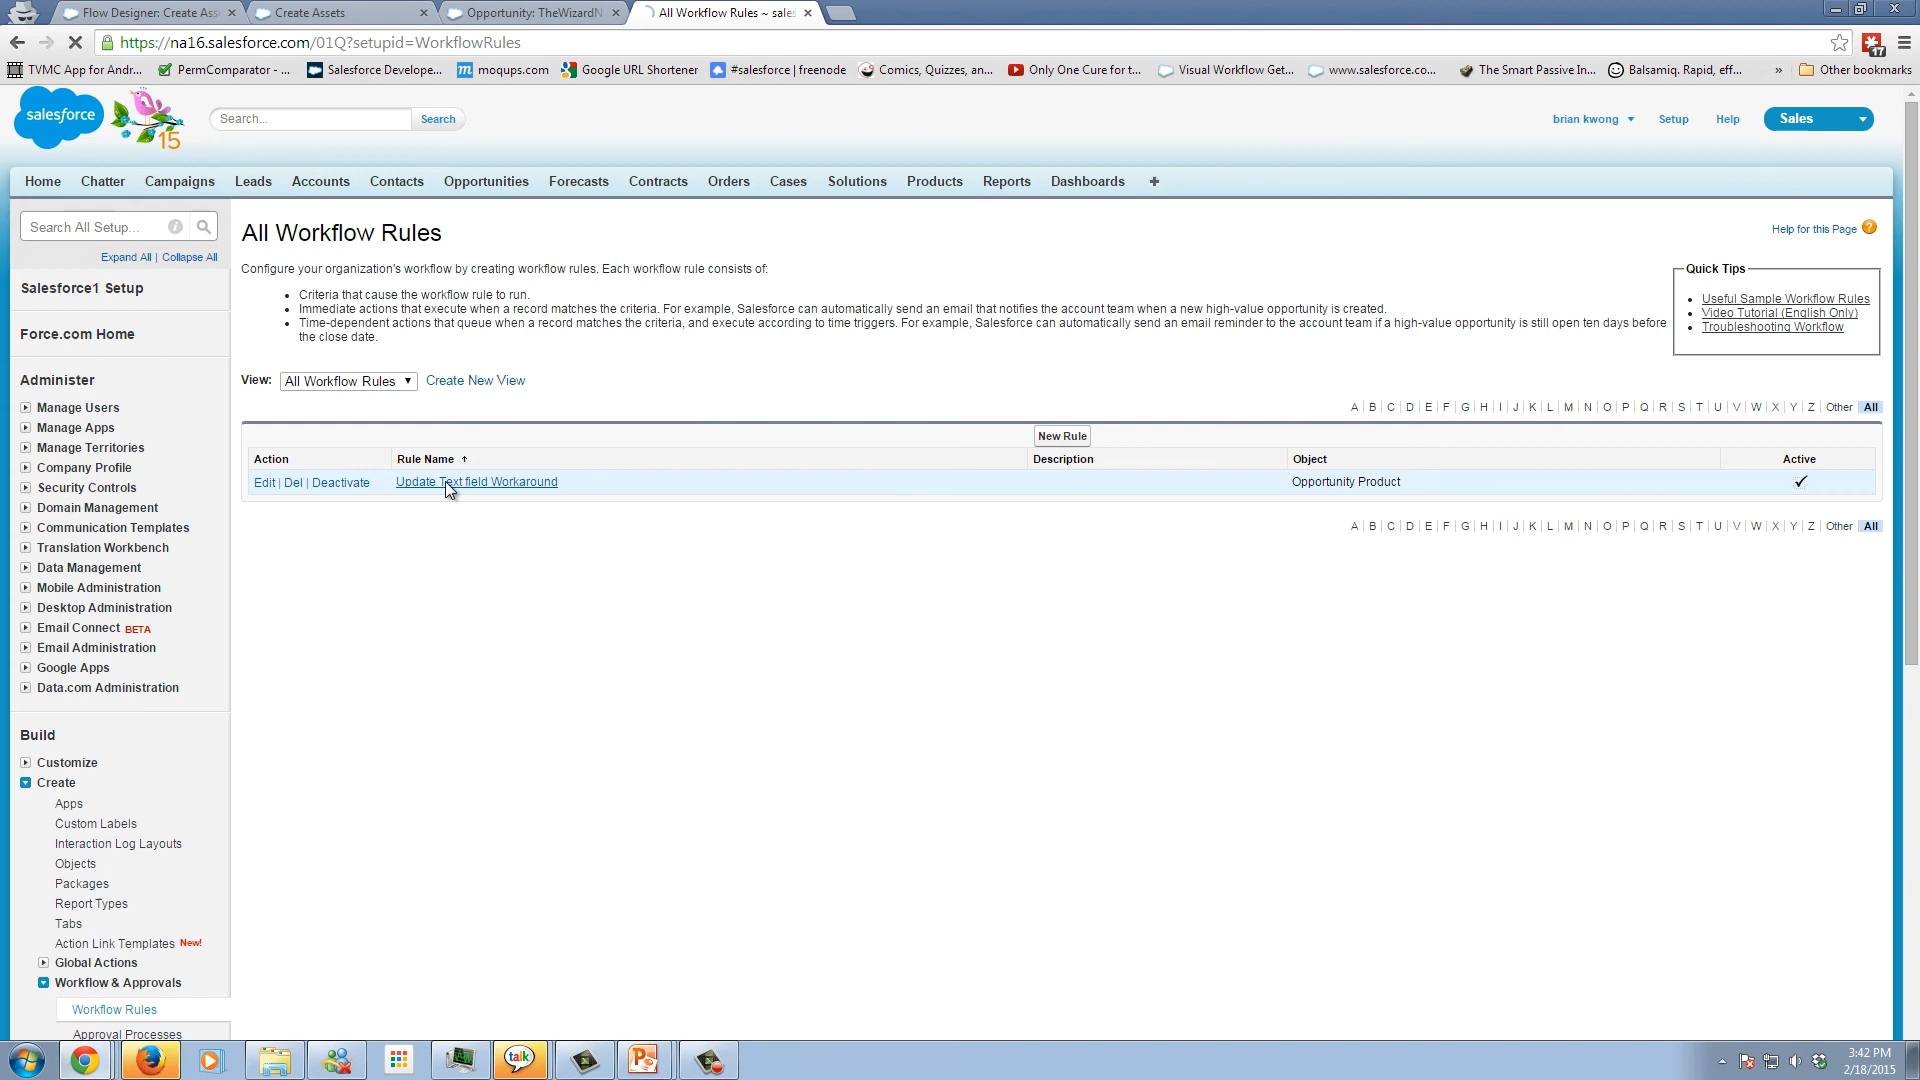 Flow Designer: Create Ass
Create Assets
Opportunity: TheWizardN
All Workflow Rules ~ sales
https://na16.salesforce.com/01Q?setupid=WorkflowRules
17
TVMC App for Andr...
PermComparator - ...
Salesforce Develope...
moqups.com
Google URL Shortener
#salesforce | freenode
Comics, Quizzes, an...
Only One Cure for t...
Visual Workflow Get...
www.salesforce.co...
The Smart Passive In...
Balsamiq. Rapid, eff...
»
Other bookmarks
salesforce
15
Search...
Search
brian kwong
Setup
Help
Sales
Home
Chatter
Campaigns
Leads
Accounts
Contacts
Opportunities
Forecasts
Contracts
Orders
Cases
Solutions
Products
Reports
Dashboards
+
Search All Setup...
Expand All | Collapse All
Salesforce1 Setup
Force.com Home
Administer
Manage Users
Manage Apps
Manage Territories
Company Profile
Security Controls
Domain Management
Communication Templates
Translation Workbench
Data Management
Mobile Administration
Desktop Administration
Email Connect BETA
Email Administration
Google Apps
Data.com Administration
Build
Customize
Create
Apps
Custom Labels
Interaction Log Layouts
Objects
Packages
Report Types
Tabs
Action Link Templates New!
Global Actions
Workflow & Approvals
Workflow Rules
Approval Processes
All Workflow Rules
Help for this Page ?
Configure your organization's workflow by creating workflow rules. Each workflow rule consists of:
• Criteria that cause the workflow rule to run.
• Immediate actions that execute when a record matches the criteria. For example, Salesforce can automatically send an email that notifies the account team when a new high-value opportunity is created.
• Time-dependent actions that queue when a record matches the criteria, and execute according to time triggers. For example, Salesforce can automatically send an email reminder to the account team if a high-value opportunity is still open ten days before
the close date.
Quick Tips
• Useful Sample Workflow Rules
• Video Tutorial (English Only)
• Troubleshooting Workflow
View: All Workflow Rules Create New View
A | B | C | D | E | F | G | H | I | J | K | L | M | N | O | P | Q | R | S | T | U | V | W | X | Y | Z | Other All
New Rule
Action
Rule Name
Description
Object
Active
Edit | Del | Deactivate
Update Text field Workaround
Opportunity Product
A | B | C | D | E | F | G | H | I | J | K | L | M | N | O | P | Q | R | S | T | U | V | W | X | Y | Z | Other All
talk
3:42 PM
2/18/2015